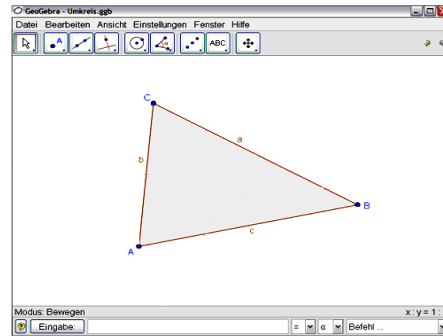 GeoGebra - Umkreis.ggb
Datei Bearbeiten Ansicht Einstellungen Fenster Hilfe
A ABC
C
a
b
B
c
A
Modus: Bewegen x : y = 1 :
Eingabe: = α Befehl ...